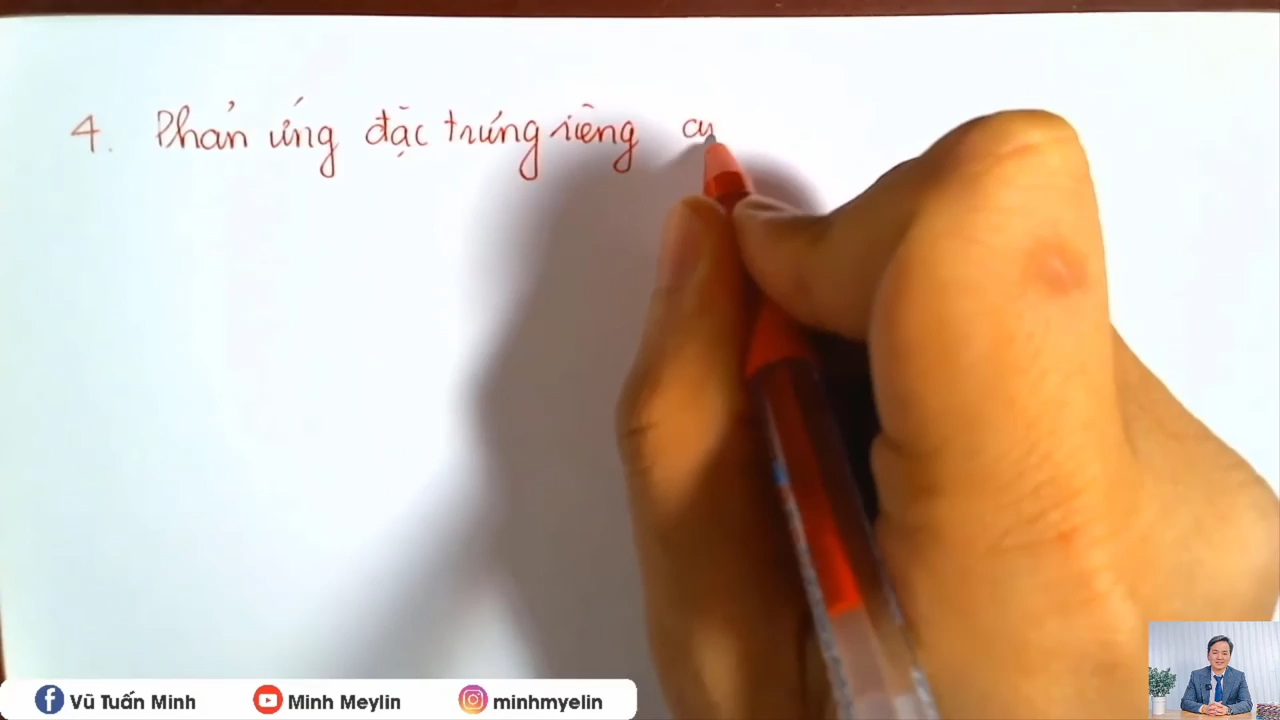 4. Phản ứng đặc trưng riêng
Vũ Tuấn Minh Minh Meylin minhmyelin